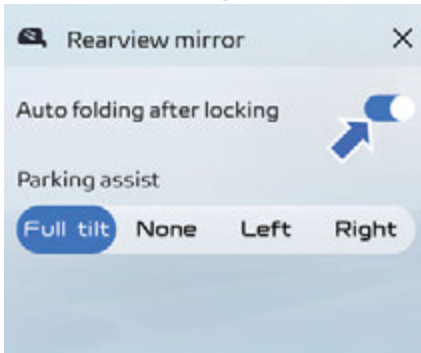 Rearview mirror
Auto folding after locking
Parking assist
Full tilt None Left Right